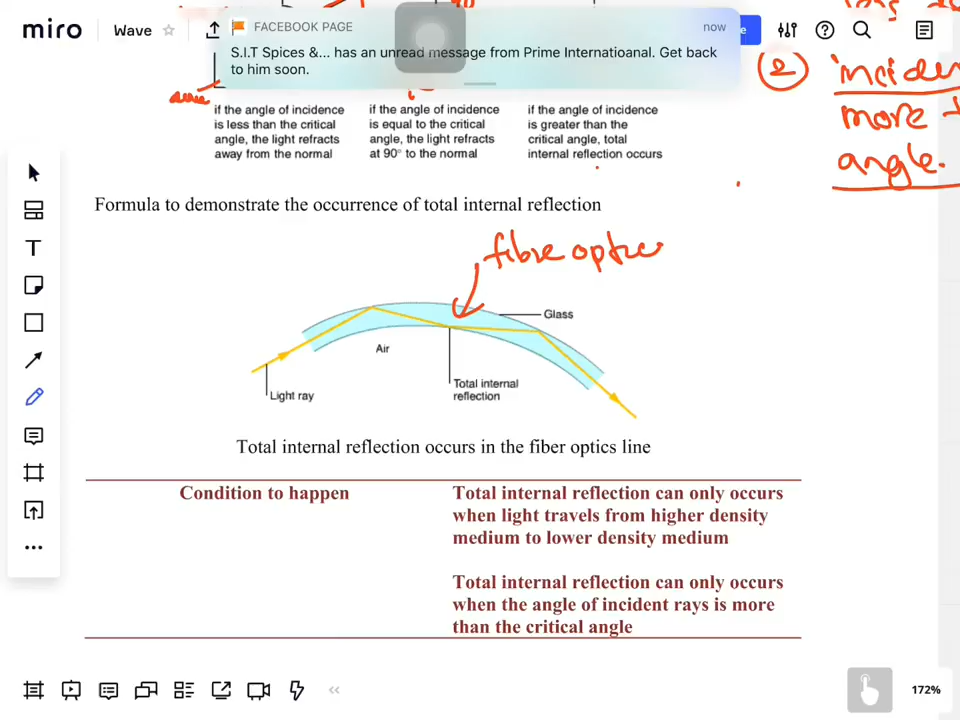 miro
Wave
FACEBOOK PAGE
now
S.I.T Spices &... has an unread message from Prime Internatioanal. Get back
to him soon.
2
inciden
more
angle.
if the angle of incidence
is less than the critical
angle, the light refracts
away from the normal
if the angle of incidence
is equal to the critical
angle, the light refracts
at 90° to the normal
if the angle of incidence
is greater than the
critical angle, total
internal reflection occurs
Formula to demonstrate the occurrence of total internal reflection
fibre optics
Glass
Air
Light ray
Total internal
reflection
Total internal reflection occurs in the fiber optics line
Condition to happen
Total internal reflection can only occurs
when light travels from higher density
medium to lower density medium
Total internal reflection can only occurs
when the angle of incident rays is more
than the critical angle
172%